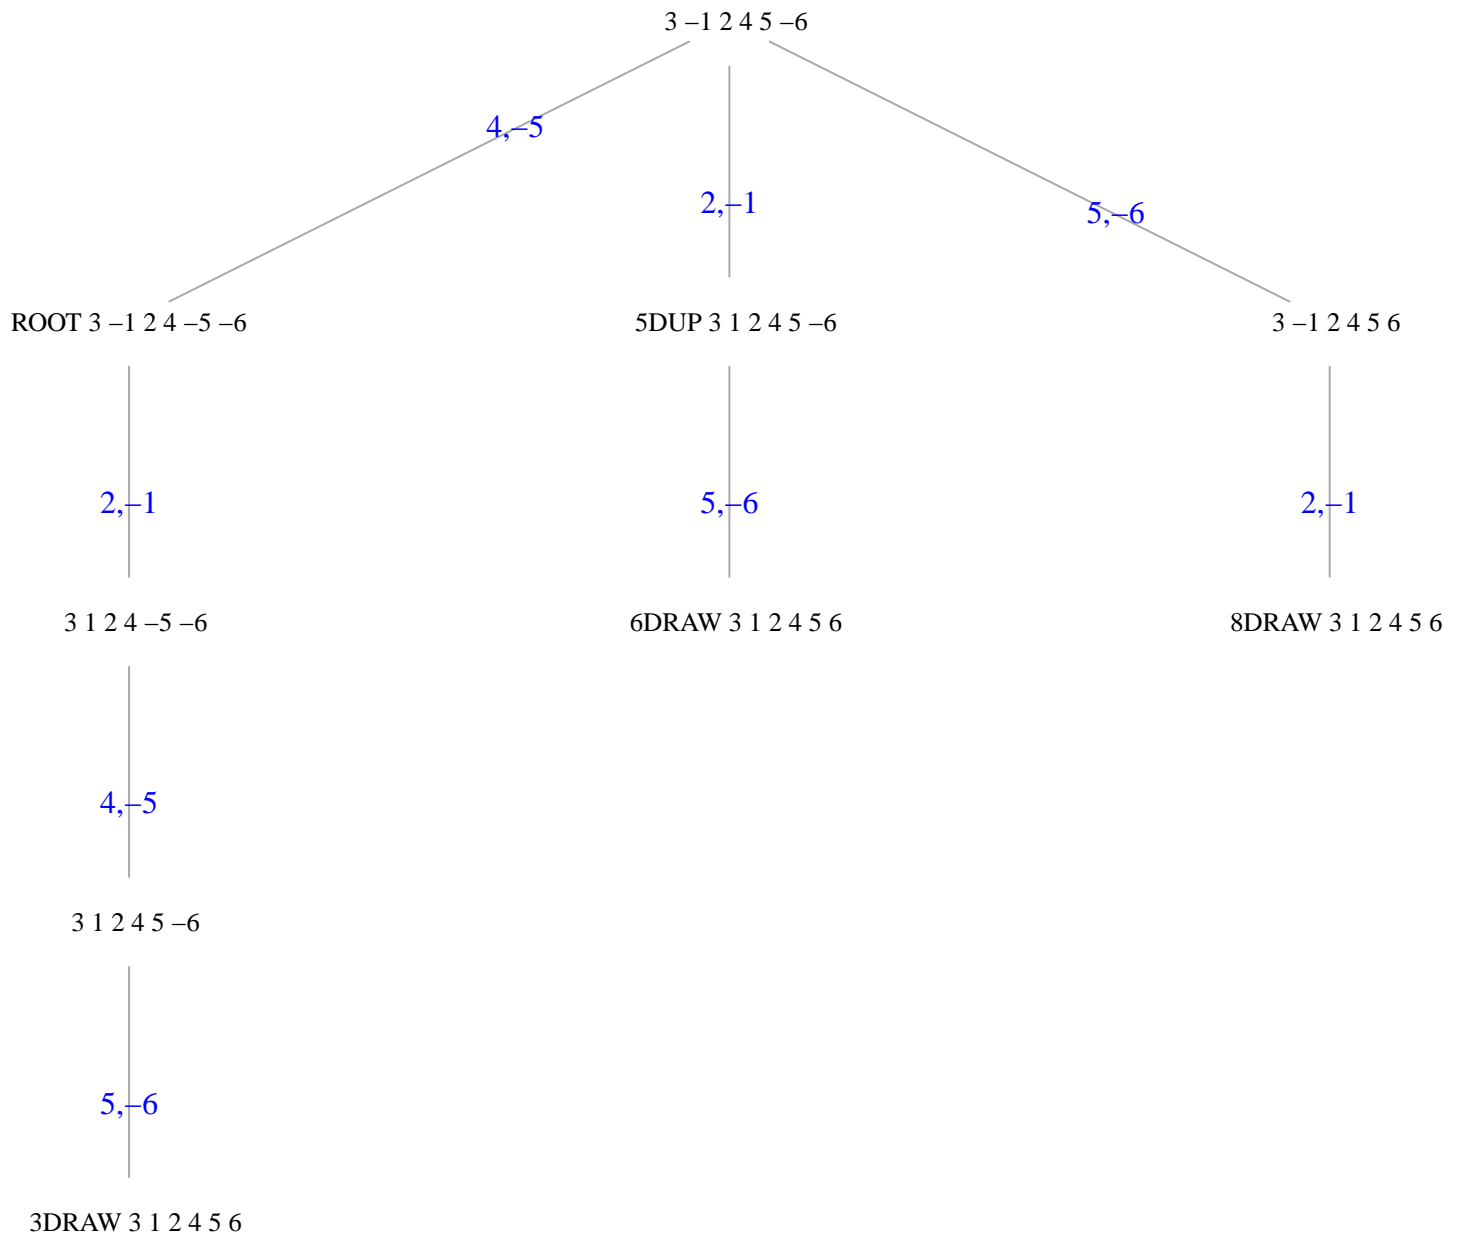 3 –1 2 4 5 –6
4,–5
2,–1
5,–6
ROOT 3 –1 2 4 –5 –6
5DUP 3 1 2 4 5 –6
3 –1 2 4 5 6
2,–1
5,–6
2,–1
3 1 2 4 –5 –6
6DRAW 3 1 2 4 5 6
8DRAW 3 1 2 4 5 6
4,–5
3 1 2 4 5 –6
5,–6
3DRAW 3 1 2 4 5 6